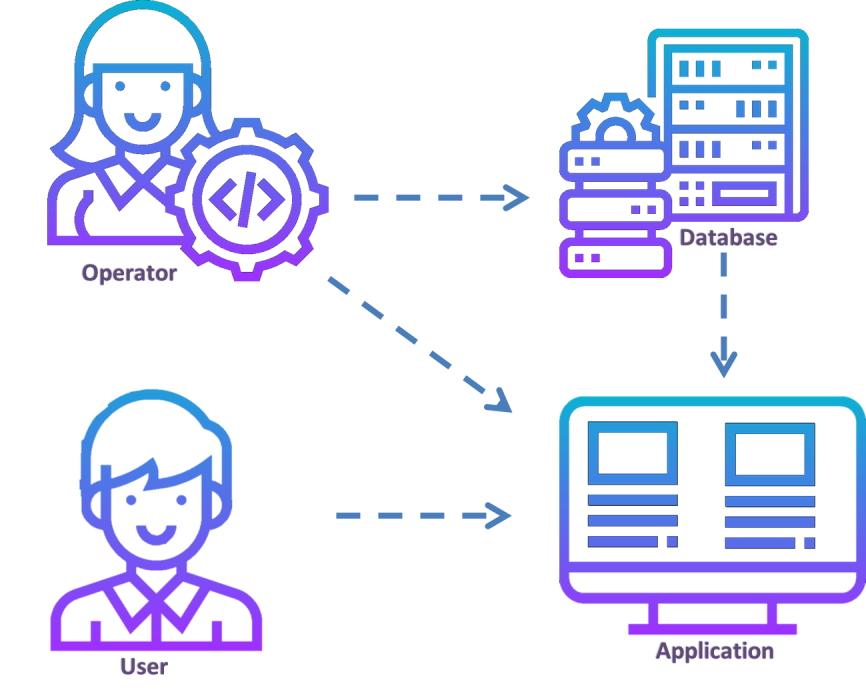 Operator
Database
User
Application